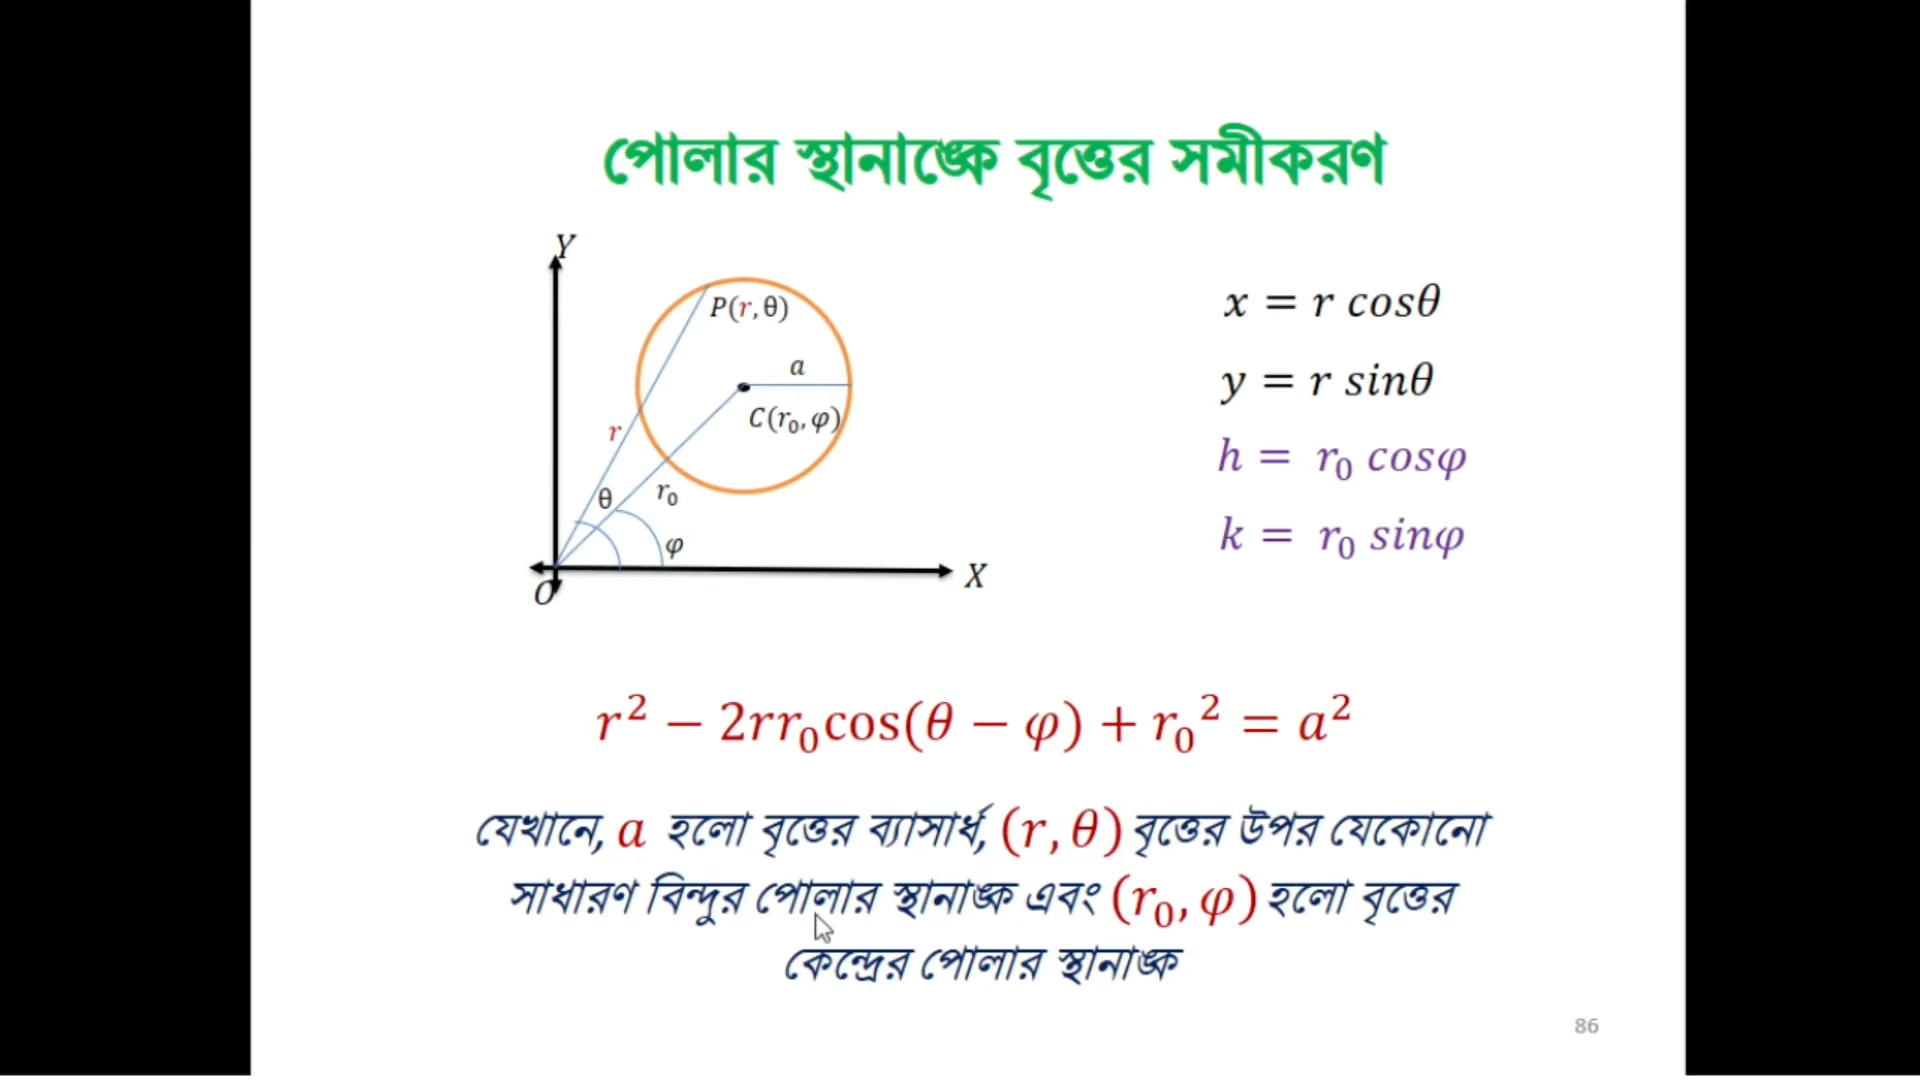 পোলার স্থানাঙ্কে বৃত্তের সমীকরণ
Y
P(r,θ)
a
C(r₀,φ)
r
θ
r₀
φ
X
O
x = r cosθ
y = r sinθ
h = r₀ cosφ
k = r₀ sinφ
r² − 2rr₀cos(θ − φ) + r₀² = a²
যেখানে, a হলো বৃত্তের ব্যাসার্ধ, (r, θ) বৃত্তের উপর যেকোনো
সাধারণ বিন্দুর পোলার স্থানাঙ্ক এবং (r₀, φ) হলো বৃত্তের
কেন্দ্রের পোলার স্থানাঙ্ক
86